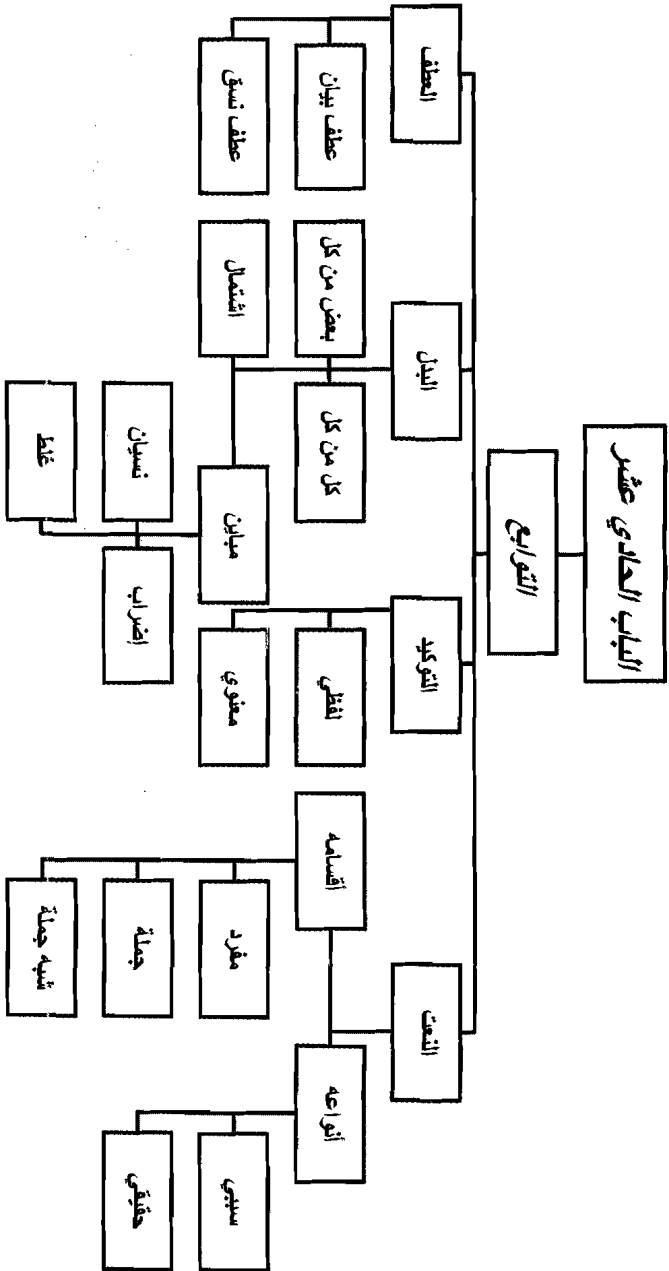 الباب الحادي عشر
التوابع
النعت
أنواعه
سببي
حقيقي
أقسامه
مفرد
جملة
شبه جملة
التوكيد
لفظي
معنوي
البدل
كل من كل
بعض من كل
اشتمال
مباين
اضراب
نسيان
غلط
العطف
عطف بيان
عطف نسق